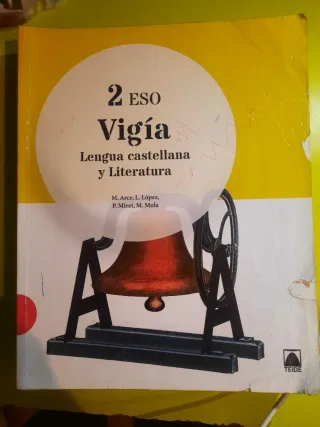 2 ESO
Vigía
Lengua castellana
y Literatura
M. Arce, L. López,
P. Miret, M. Mola
TEIDE